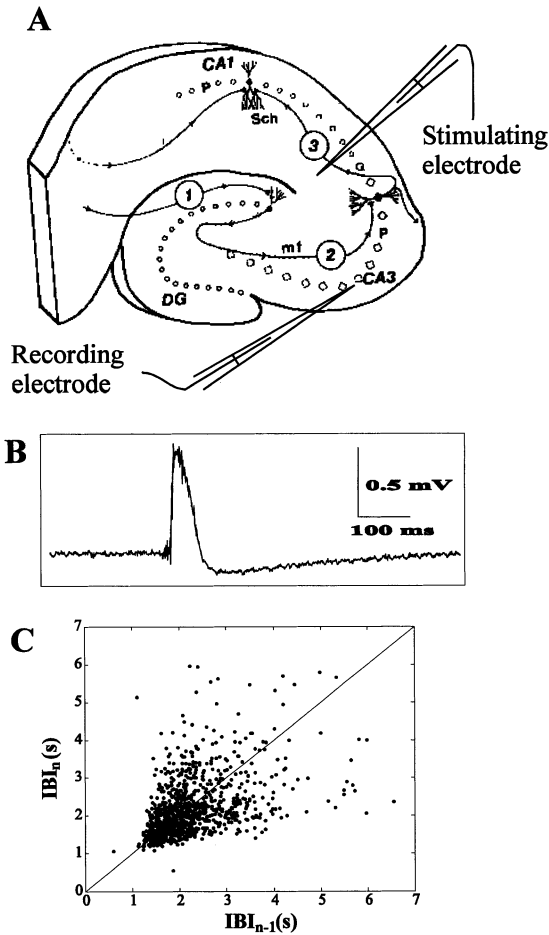 A
CA1
P
Sch
3
Stimulating
electrode
G
1
mf
2
P
CA3
DG
Recording
electrode
B
0.5 mV
100 ms
C
7
6
5
4
3
2
1
0
IBIn(s)
0 1 2 3 4 5 6 7
IBIn-1(s)